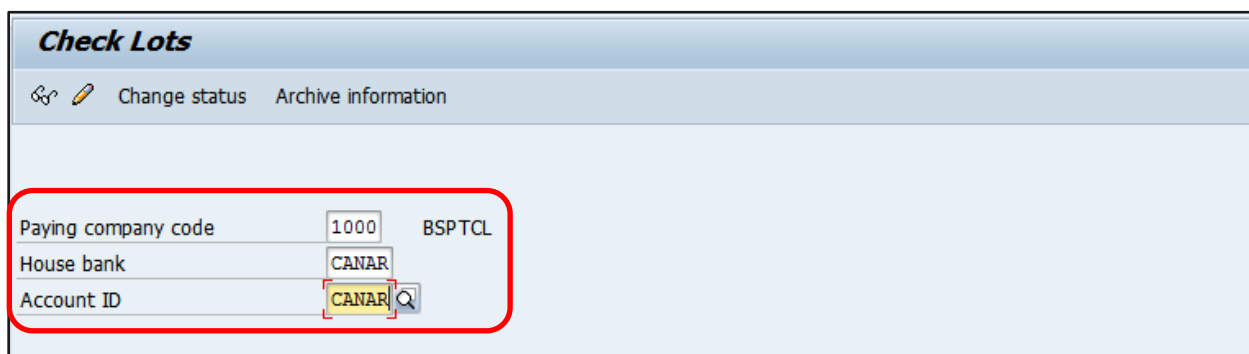 Check Lots
Change status Archive information
Paying company code 1000 BSPTCL
House bank CANAR
Account ID CANAR